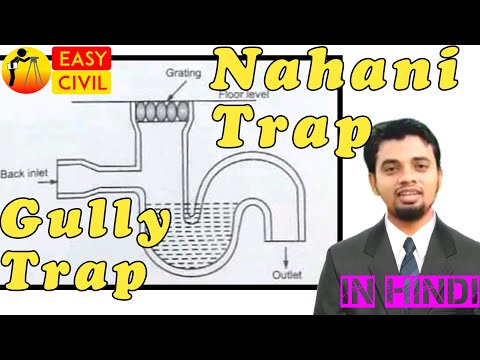 EASY
CIVIL
Nahani
Trap
Grating
Floor level
Back inlet
Gully
Trap
Outlet
IN HINDI